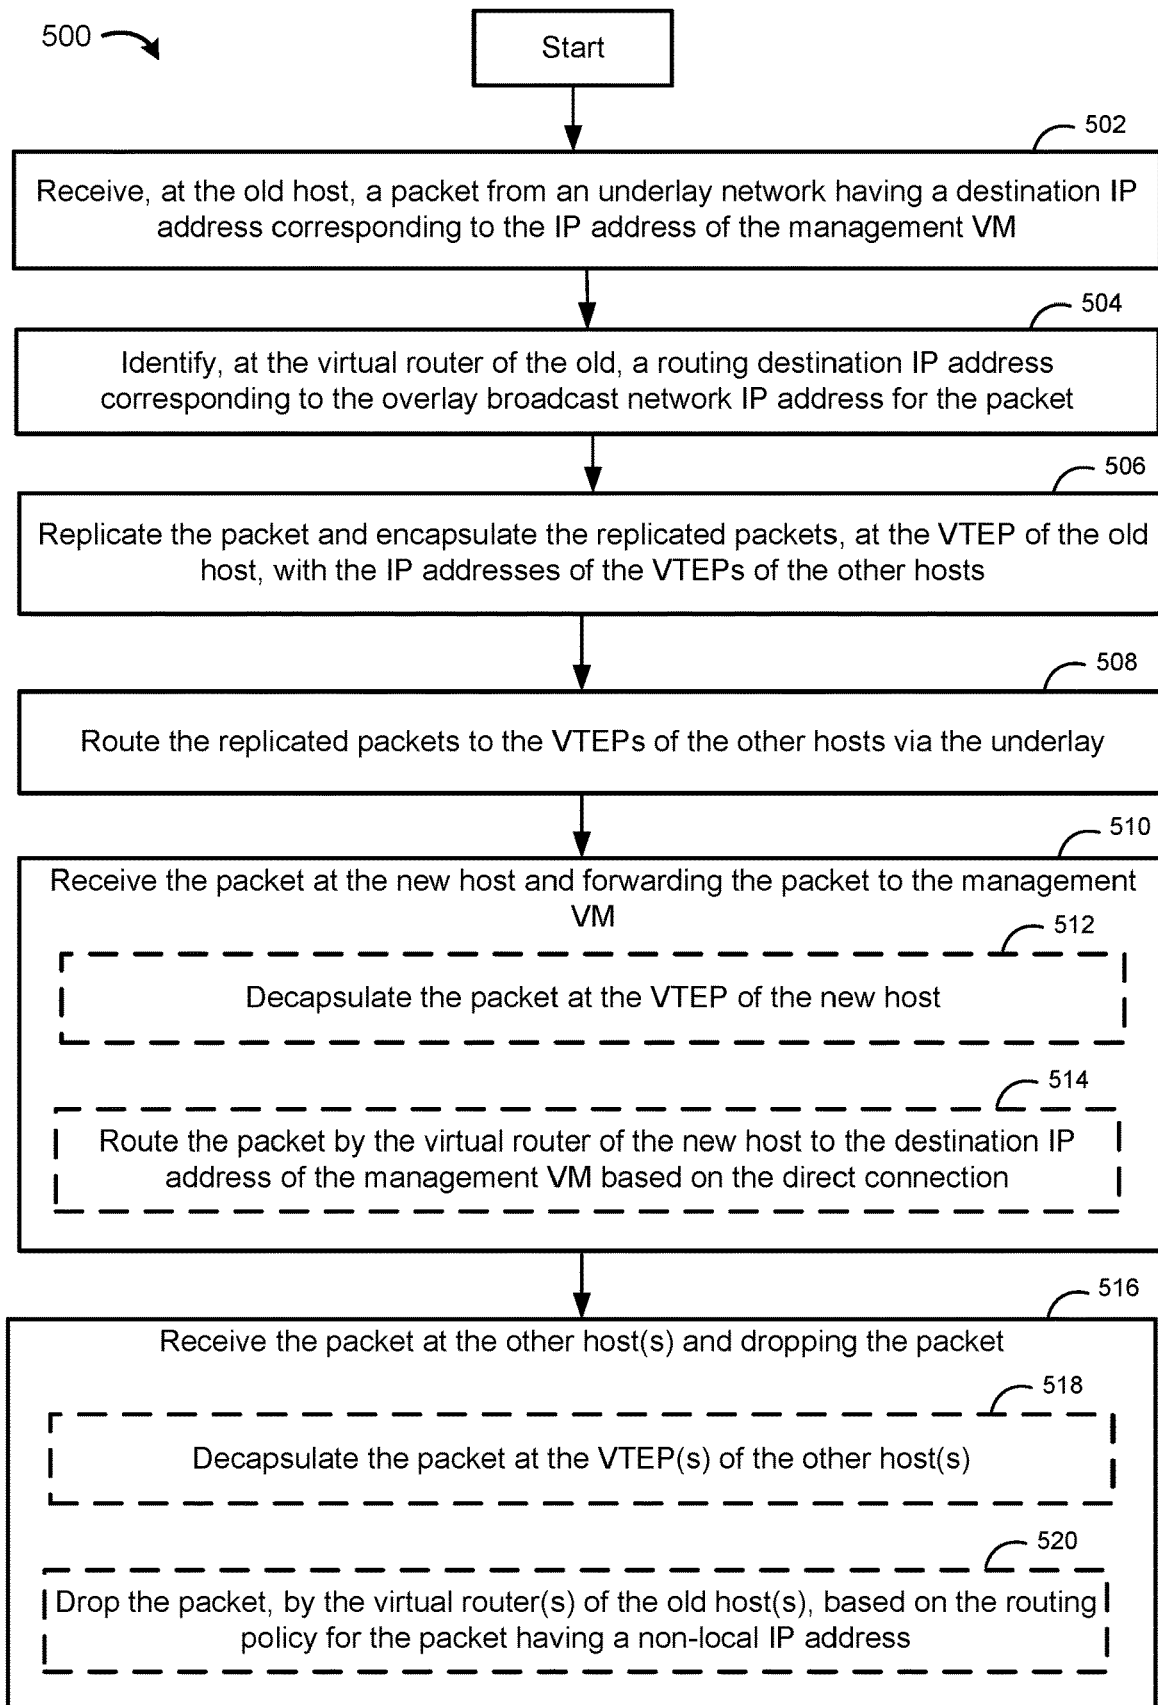 500
Start
502
Receive, at the old host, a packet from an underlay network having a destination IP
address corresponding to the IP address of the management VM
504
Identify, at the virtual router of the old, a routing destination IP address
corresponding to the overlay broadcast network IP address for the packet
506
Replicate the packet and encapsulate the replicated packets, at the VTEP of the old
host, with the IP addresses of the VTEPs of the other hosts
508
Route the replicated packets to the VTEPs of the other hosts via the underlay
510
Receive the packet at the new host and forwarding the packet to the management
VM
512
Decapsulate the packet at the VTEP of the new host
514
Route the packet by the virtual router of the new host to the destination IP
address of the management VM based on the direct connection
516
Receive the packet at the other host(s) and dropping the packet
518
Decapsulate the packet at the VTEP(s) of the other host(s)
520
Drop the packet, by the virtual router(s) of the old host(s), based on the routing
policy for the packet having a non-local IP address